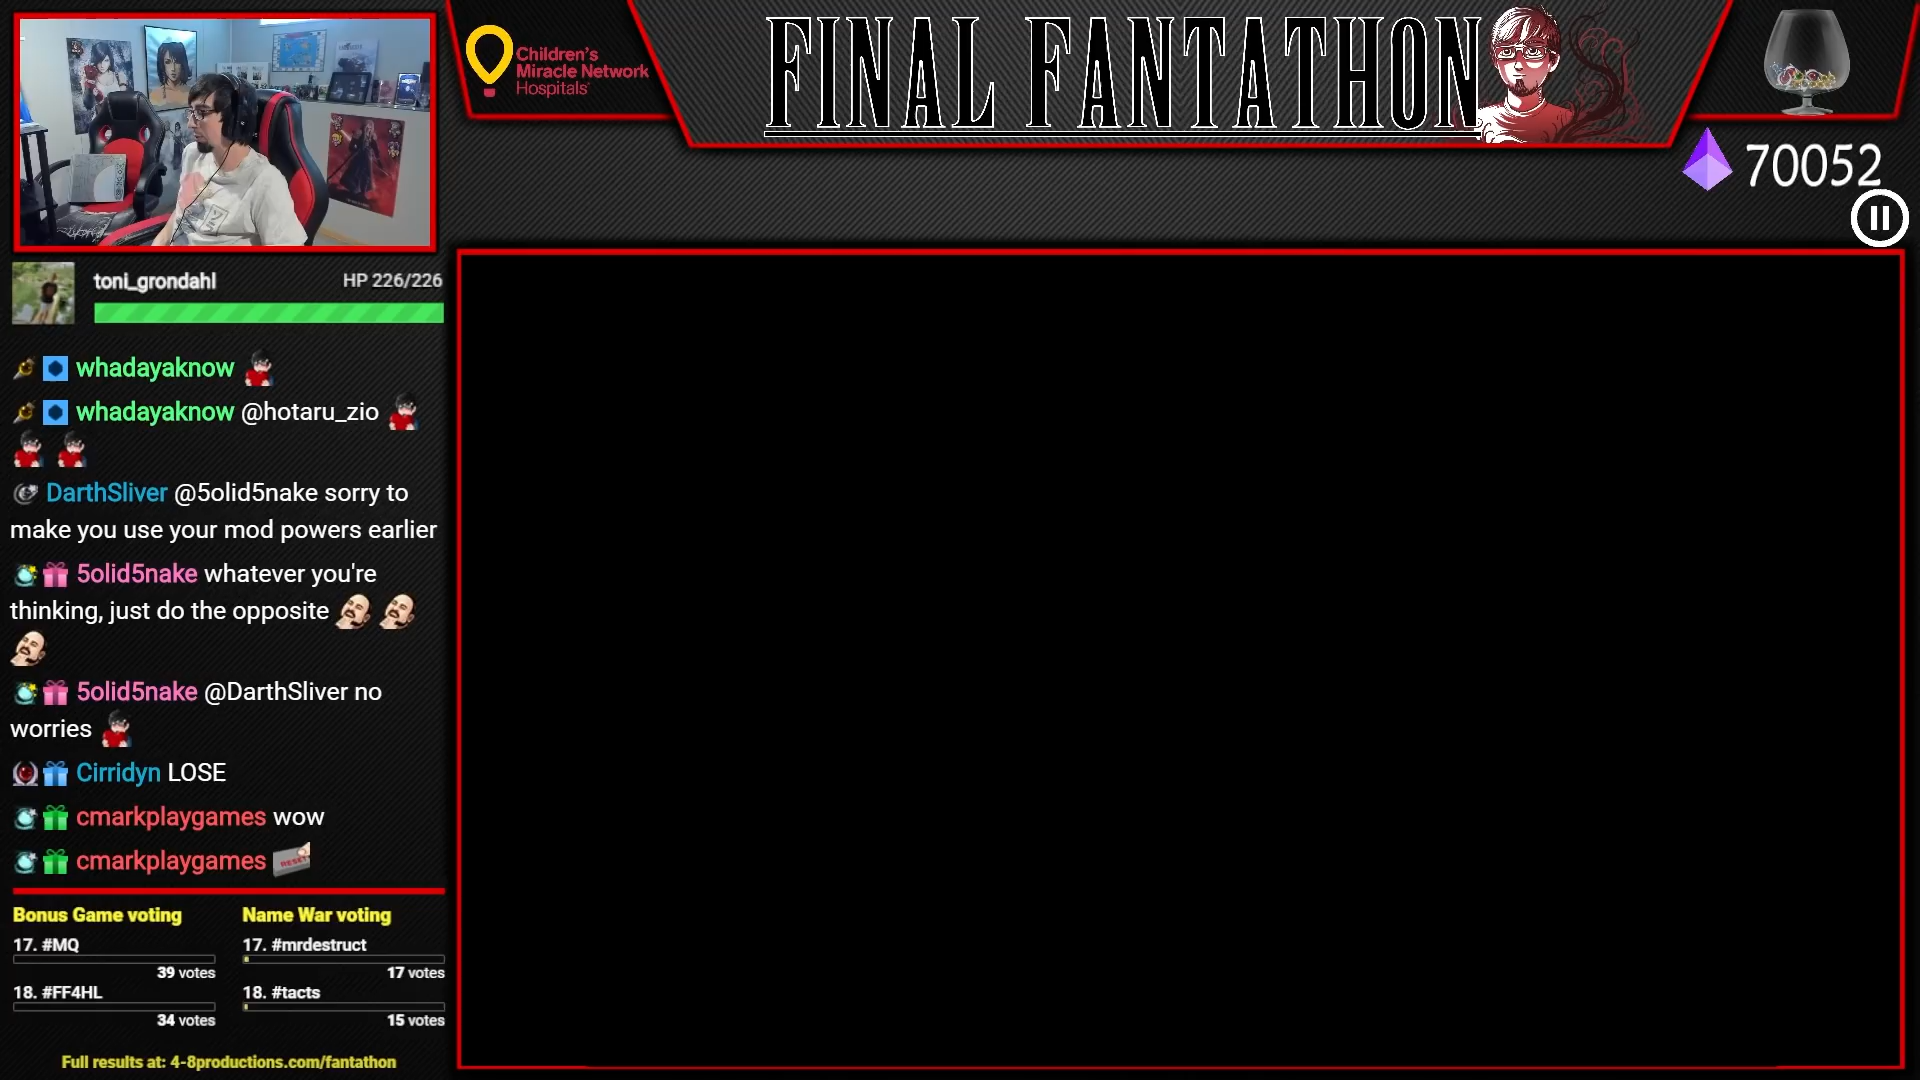 Children's
Miracle Network
Hospitals
FINAL FANTATHON
70052
toni_grondahl HP 226/226
whadayaknow
whadayaknow @hotaru_zio
DarthSliver @5olid5nake sorry to
make you use your mod powers earlier
5olid5nake whatever you're
thinking, just do the opposite
5olid5nake @DarthSliver no
worries
Cirridyn LOSE
cmarkplaygames wow
cmarkplaygames
RESET
Bonus Game voting
17. #MQ
39 votes
18. #FF4HL
34 votes
Name War voting
17. #mrdestruct
17 votes
18. #tacts
15 votes
Full results at: 4-8productions.com/fantathon